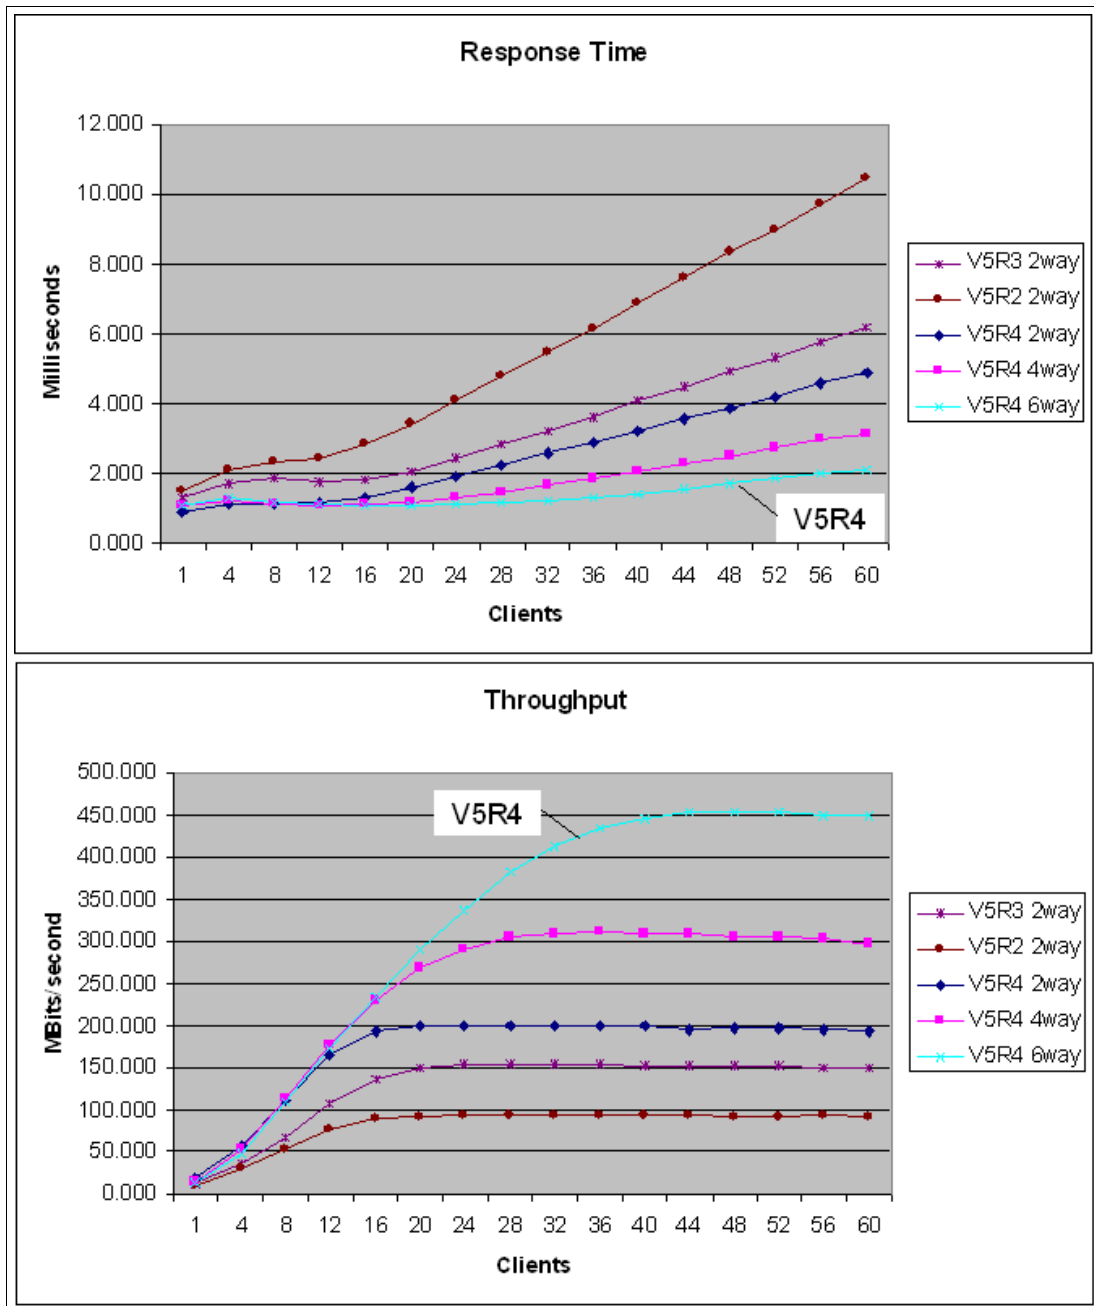 Response Time
12.000
10.000
8.000
6.000
4.000
2.000
0.000
Milliseconds
1 4 8 12 16 20 24 28 32 36 40 44 48 52 56 60
Clients
V5R4
V5R3 2way
V5R2 2way
V5R4 2way
V5R4 4way
V5R4 6way
Throughput
500.000
450.000
400.000
350.000
300.000
250.000
200.000
150.000
100.000
50.000
0.000
MBits/second
1 4 8 12 16 20 24 28 32 36 40 44 48 52 56 60
Clients
V5R4
V5R3 2way
V5R2 2way
V5R4 2way
V5R4 4way
V5R4 6way